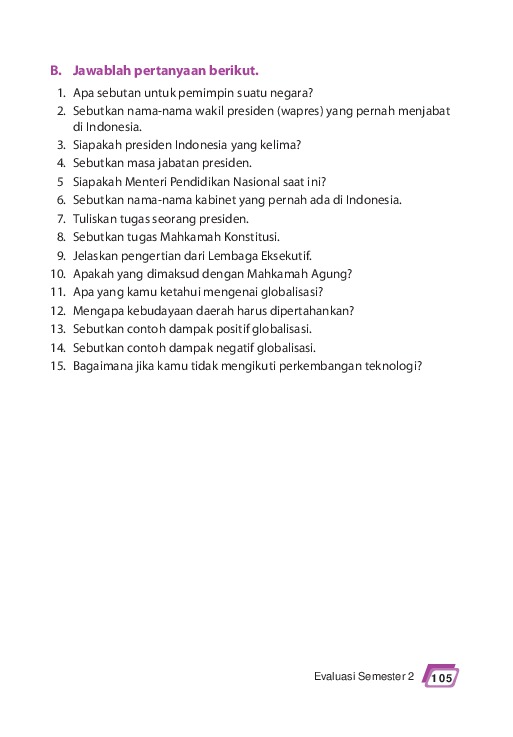 B. Jawablah pertanyaan berikut.
1. Apa sebutan untuk pemimpin suatu negara?
2. Sebutkan nama-nama wakil presiden (wapres) yang pernah menjabat
di Indonesia.
3. Siapakah presiden Indonesia yang kelima?
4. Sebutkan masa jabatan presiden.
5 Siapakah Menteri Pendidikan Nasional saat ini?
6. Sebutkan nama-nama kabinet yang pernah ada di Indonesia.
7. Tuliskan tugas seorang presiden.
8. Sebutkan tugas Mahkamah Konstitusi.
9. Jelaskan pengertian dari Lembaga Eksekutif.
10. Apakah yang dimaksud dengan Mahkamah Agung?
11. Apa yang kamu ketahui mengenai globalisasi?
12. Mengapa kebudayaan daerah harus dipertahankan?
13. Sebutkan contoh dampak positif globalisasi.
14. Sebutkan contoh dampak negatif globalisasi.
15. Bagaimana jika kamu tidak mengikuti perkembangan teknologi?
Evaluasi Semester 2 105